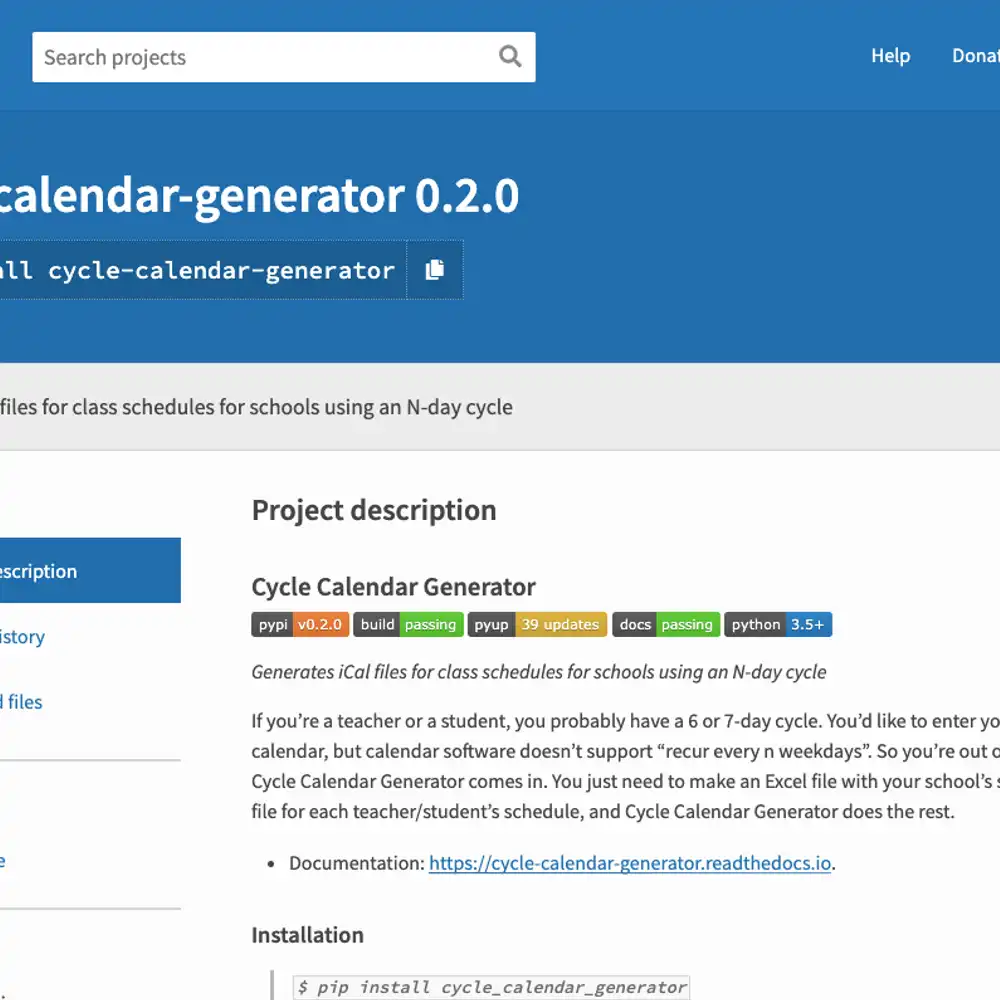 Search projects
Help Donat
calendar-generator 0.2.0
all cycle-calendar-generator
files for class schedules for schools using an N-day cycle
Project description
escription
Cycle Calendar Generator
pypi v0.2.0 build passing pyup 39 updates docs passing python 3.5+
istory
Generates iCal files for class schedules for schools using an N-day cycle
d files
If you’re a teacher or a student, you probably have a 6 or 7-day cycle. You’d like to enter yo
calendar, but calendar software doesn’t support “recur every n weekdays”. So you’re out o
Cycle Calendar Generator comes in. You just need to make an Excel file with your school’s s
file for each teacher/student’s schedule, and Cycle Calendar Generator does the rest.
e
• Documentation: https://cycle-calendar-generator.readthedocs.io.
Installation
$ pip install cycle_calendar_generator